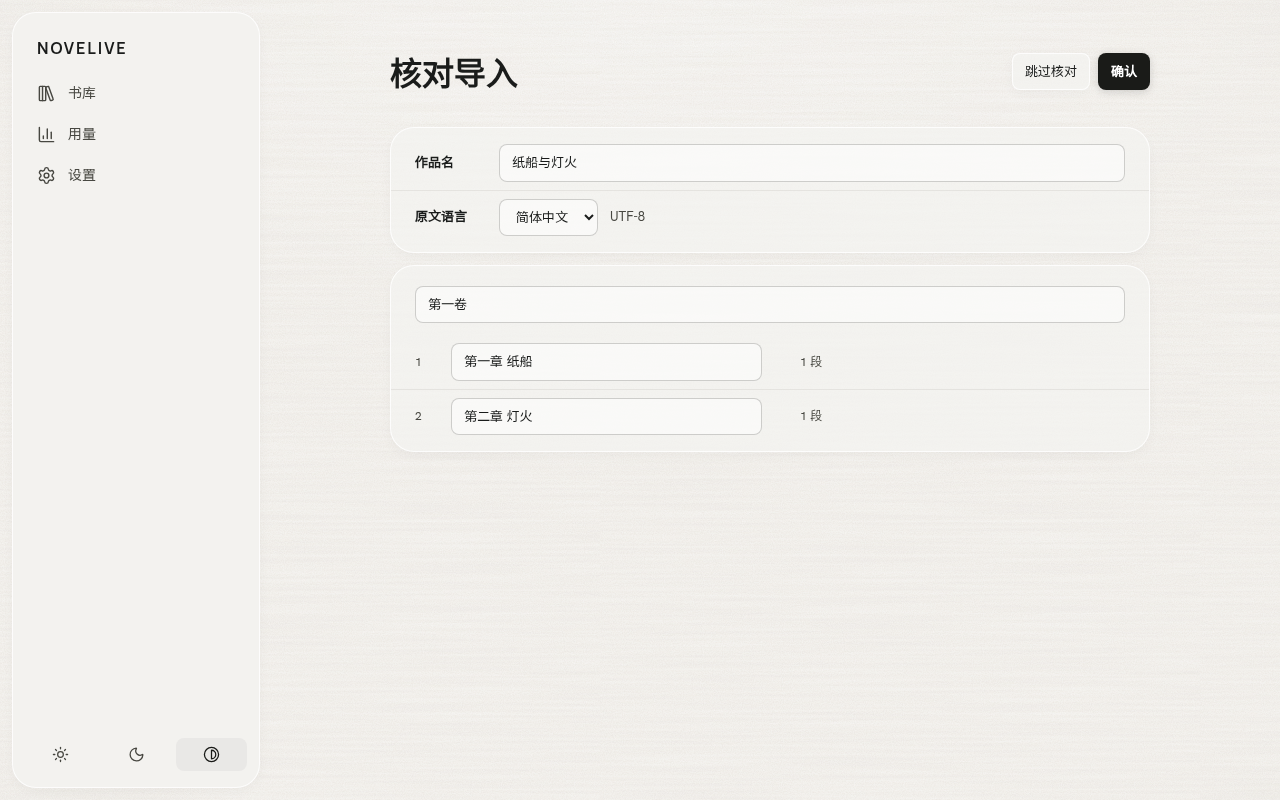 NOVELIVE
书库
用量
设置
核对导入
跳过核对
确认
作品名
纸船与灯火
原文语言
简体中文
UTF-8
第一卷
1
第一章 纸船
1 段
2
第二章 灯火
1 段